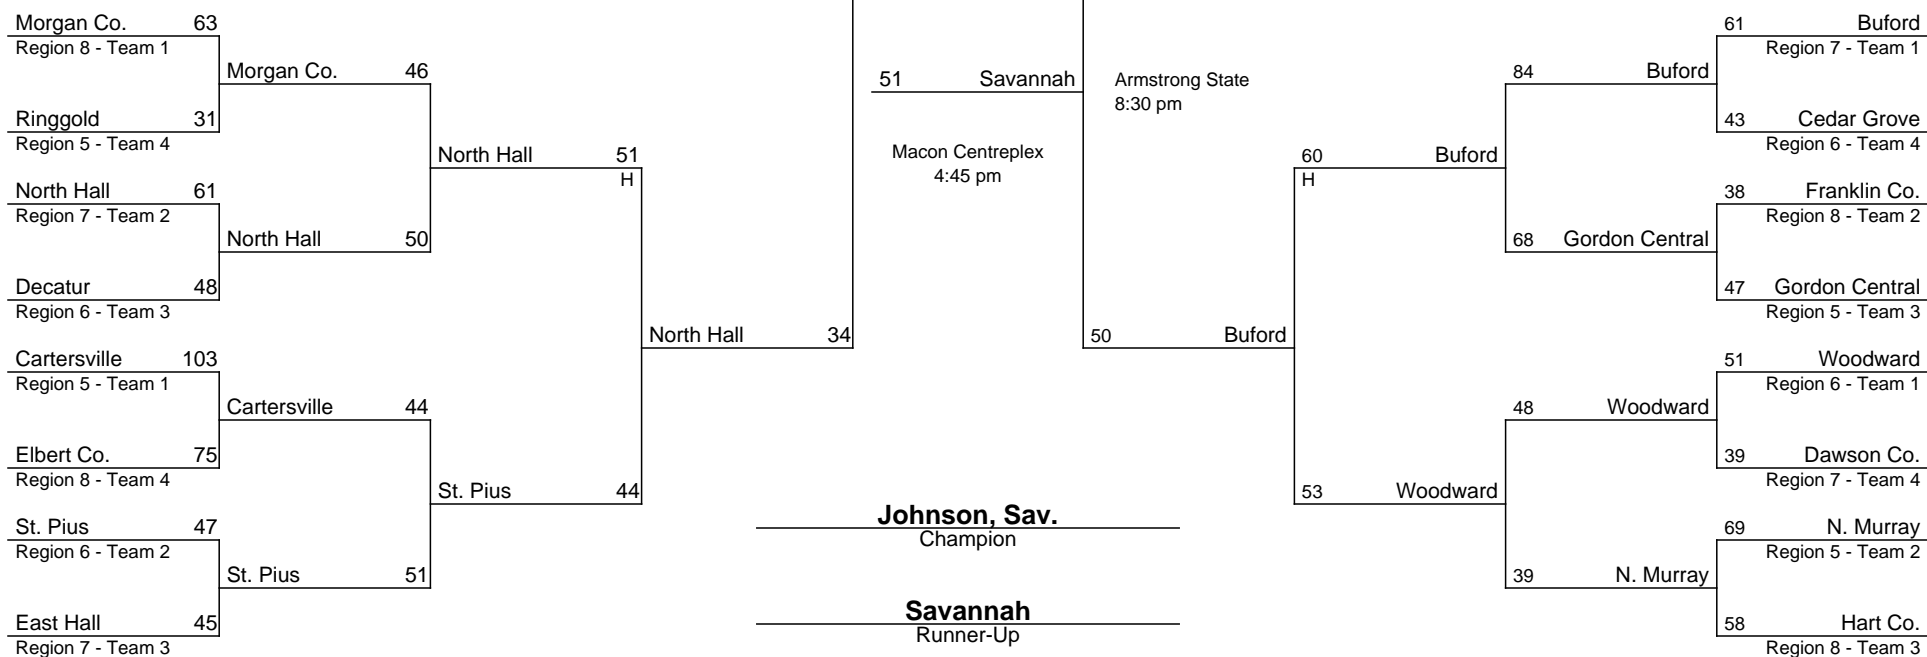 Morgan Co. 63
Region 8 - Team 1
Morgan Co. 46
Ringgold 31
Region 5 - Team 4
North Hall 51
H
North Hall 61
Region 7 - Team 2
North Hall 50
Decatur 48
Region 6 - Team 3
North Hall 34
Cartersville 103
Region 5 - Team 1
Cartersville 44
Elbert Co. 75
Region 8 - Team 4
St. Pius 44
St. Pius 47
Region 6 - Team 2
St. Pius 51
East Hall 45
Region 7 - Team 3
51 Savannah
Armstrong State
8:30 pm
Macon Centreplex
4:45 pm
Johnson, Sav.
Champion
Savannah
Runner-Up
61 Buford
Region 7 - Team 1
84 Buford
43 Cedar Grove
Region 6 - Team 4
60 Buford
H
38 Franklin Co.
Region 8 - Team 2
68 Gordon Central
47 Gordon Central
Region 5 - Team 3
50 Buford
51 Woodward
Region 6 - Team 1
48 Woodward
39 Dawson Co.
Region 7 - Team 4
53 Woodward
69 N. Murray
Region 5 - Team 2
39 N. Murray
58 Hart Co.
Region 8 - Team 3